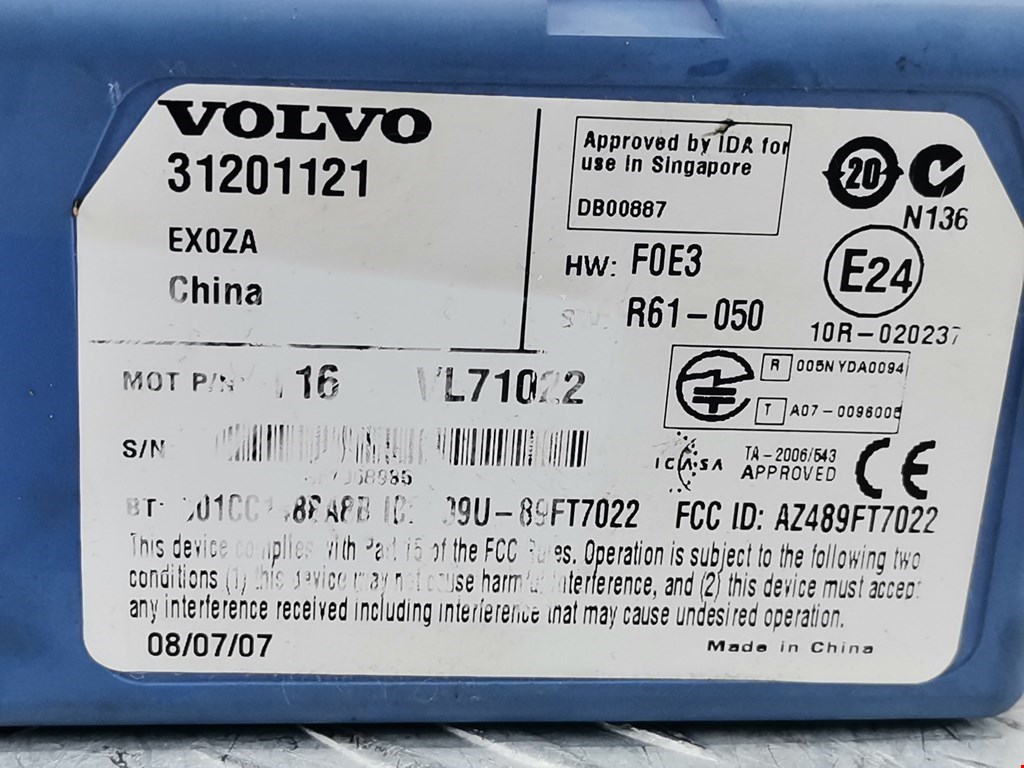 VOLVO
31201121
EX0ZA
China
Approved by IDA for
use in Singapore
DB00887
HW: F0E3
R61-050
20
N136
E24
10R-020237
MOT P/N: 16 VL71022
R 005NYDA0094
T A07-0096005
S/N
ICASA
TA-2006/543
APPROVED
CE
BT: FCC ID: AZ489FT7022
This device complies with Part 15 of the FCC Rules. Operation is subject to the following two
conditions (1) this device may not cause harmful interference, and (2) this device must accept
any interference received including interference that may cause undesired operation.
08/07/07
Made in China